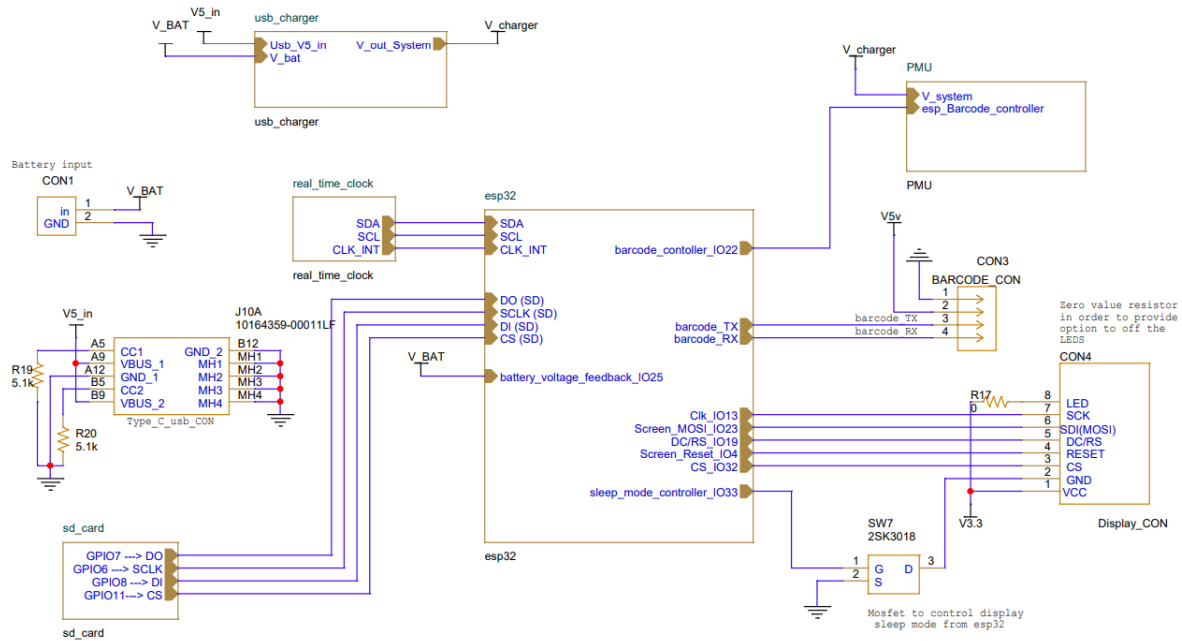 V5_in
V_BAT
usb_charger
V_charger
Usb_V5_in
V_out_System
V_bat
usb_charger
V_charger
PMU
V_system
esp_Barcode_controller
PMU
Battery input
CON1
V_BAT
in
1
GND
2
real_time_clock
SDA
SCL
CLK_INT
real_time_clock
esp32
SDA
SCL
CLK_INT
barcode_contoller_IO22
DO (SD)
SCLK (SD)
DI (SD)
CS (SD)
barcode_TX
barcode_RX
V_BAT
battery_voltage_feedback_IO25
Clk_IO13
Screen_MOSI_IO23
DC/RS_IO19
Screen_Reset_IO4
CS_IO32
sleep_mode_controller_IO33
esp32
V5v
CON3
BARCODE_CON
1
2
barcode_TX
3
barcode_RX
4
Zero value resistor
in order to provide
option to off the
LEDS
CON4
R17
0
8
LED
7
SCK
6
SDI(MOSI)
5
DC/RS
4
RESET
3
CS
2
GND
1
VCC
V3.3
Display_CON
V5_in
J10A
10164359-00011LF
A5
CC1
GND_2
B12
A9
VBUS_1
MH1
MH1
A12
GND_1
MH2
MH2
B5
CC2
MH3
MH3
B9
VBUS_2
MH4
MH4
Type_C_usb_CON
R19
5.1k
R20
5.1k
sd_card
GPIO7 ---> DO
GPIO6 ---> SCLK
GPIO8 ---> DI
GPIO11---> CS
sd_card
SW7
2SK3018
1
G
D
3
2
S
Mosfet to control display
sleep mode from esp32